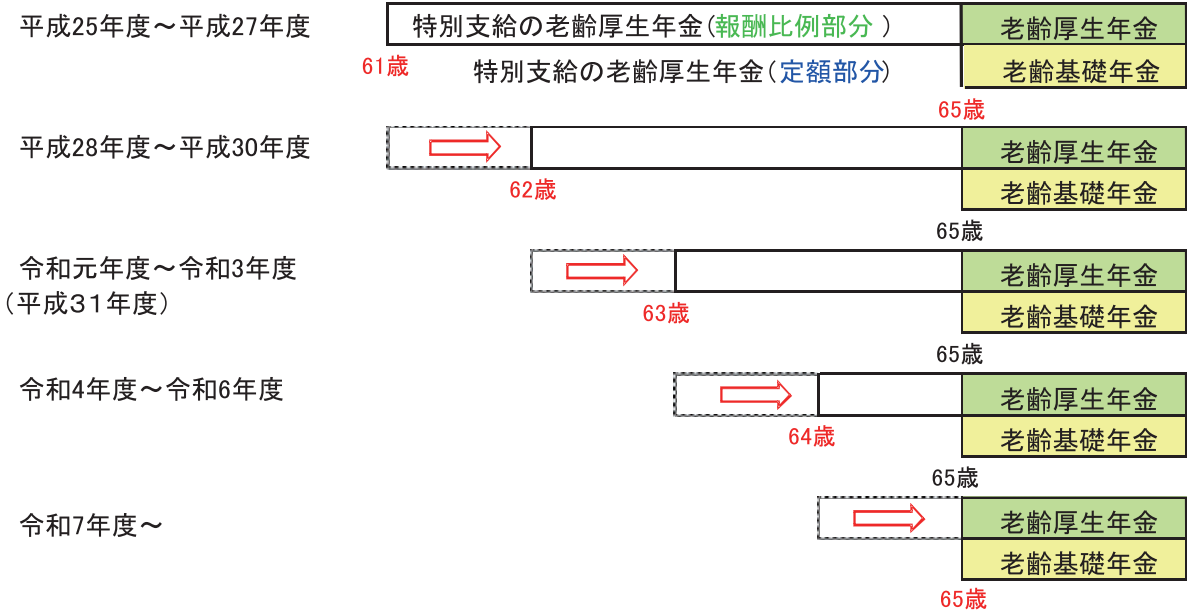 平成25年度～平成27年度
特別支給の老齢厚生年金(報酬比例部分 )
老齢厚生年金
61歳
特別支給の老齢厚生年金(定額部分)
老齢基礎年金
65歳
平成28年度～平成30年度
老齢厚生年金
62歳
老齢基礎年金
65歳
令和元年度～令和3年度
(平成３１年度)
老齢厚生年金
63歳
老齢基礎年金
65歳
令和4年度～令和6年度
老齢厚生年金
64歳
老齢基礎年金
65歳
令和7年度～
老齢厚生年金
老齢基礎年金
65歳